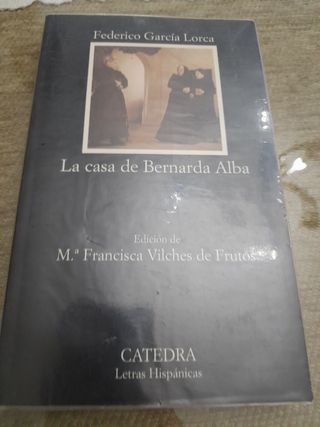 Federico García Lorca
La casa de Bernarda Alba
Edición de
M.ª Francisca Vilches de Frutos
CATEDRA
Letras Hispánicas